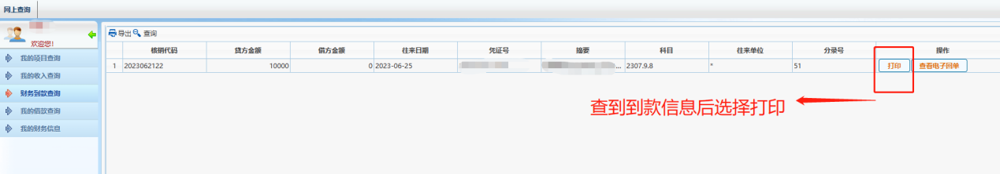 网上查询
欢迎您!
我的项目查询
我的收入查询
财务到款查询
我的借款查询
我的财务信息
导出 查询
核销代码 贷方金额 借方金额 往来日期 凭证号 摘要 科目 往来单位 分录号 操作
1 2023062122 10000 0 2023-06-25 ... 2307.9.8 * 51 打印 查看电子回单
查到到款信息后选择打印